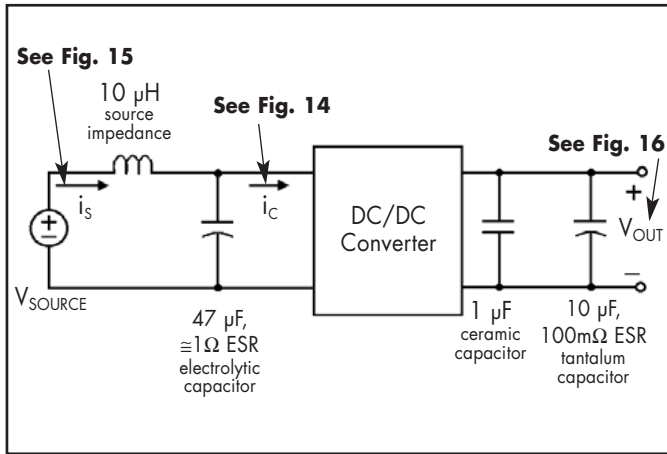 See Fig. 15
10 µH
source
impedance
See Fig. 14
See Fig. 16
iS
iC
DC/DC
Converter
+
VOUT
–
+
–
VSOURCE
47 µF,
≅1Ω ESR
electrolytic
capacitor
1 µF
ceramic
capacitor
10 µF,
100mΩ ESR
tantalum
capacitor